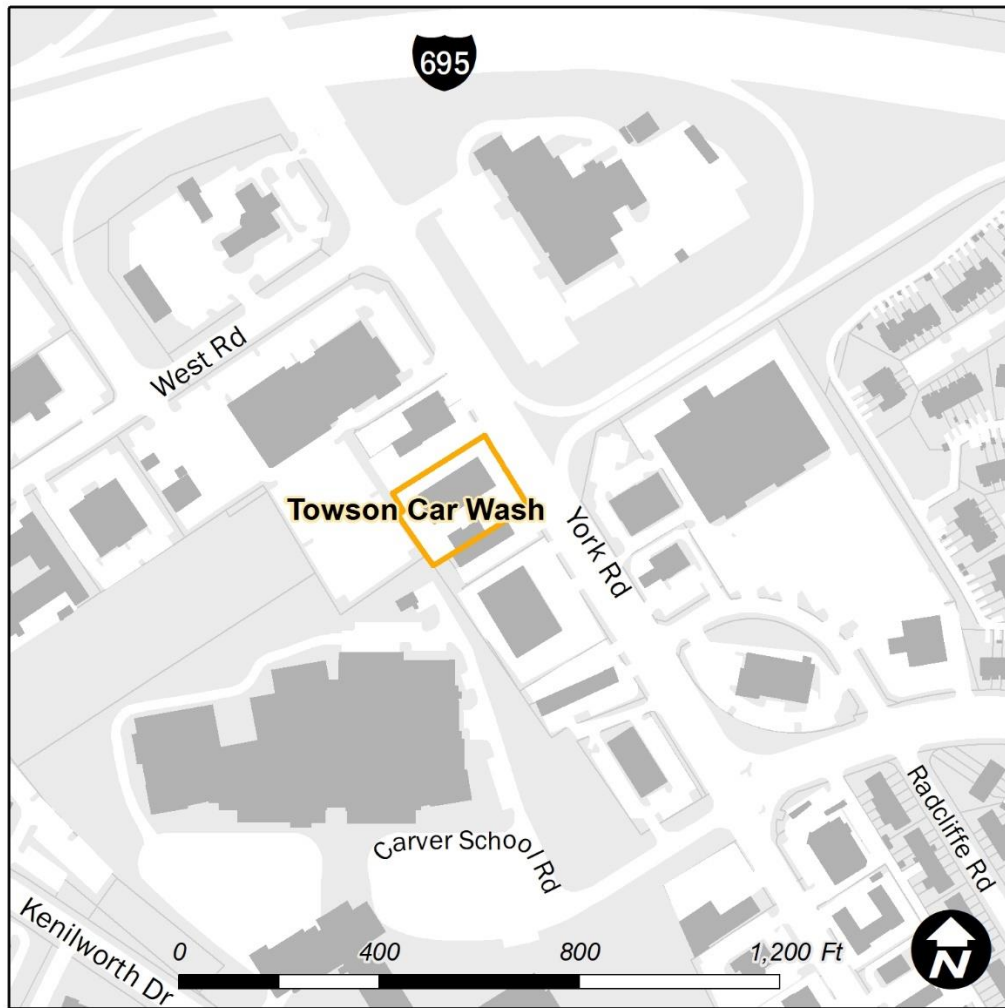 695
West Rd
Towson Car Wash
York Rd
Carver School Rd
Radcliffe Rd
Kenilworth Dr
0 400 800 1,200 Ft
N